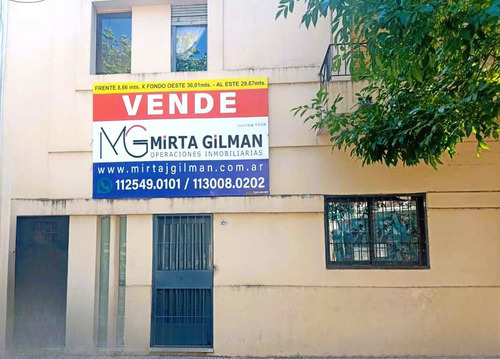 FRENTE 8,66 mts. X FONDO OESTE 30,01mts. - AL ESTE 29.87mts.
VENDE
MG MiRTA GiLMAN
OPERACIONES INMOBILIARIAS
www.mirtajgilman.com.ar
112549.0101 / 113008.0202